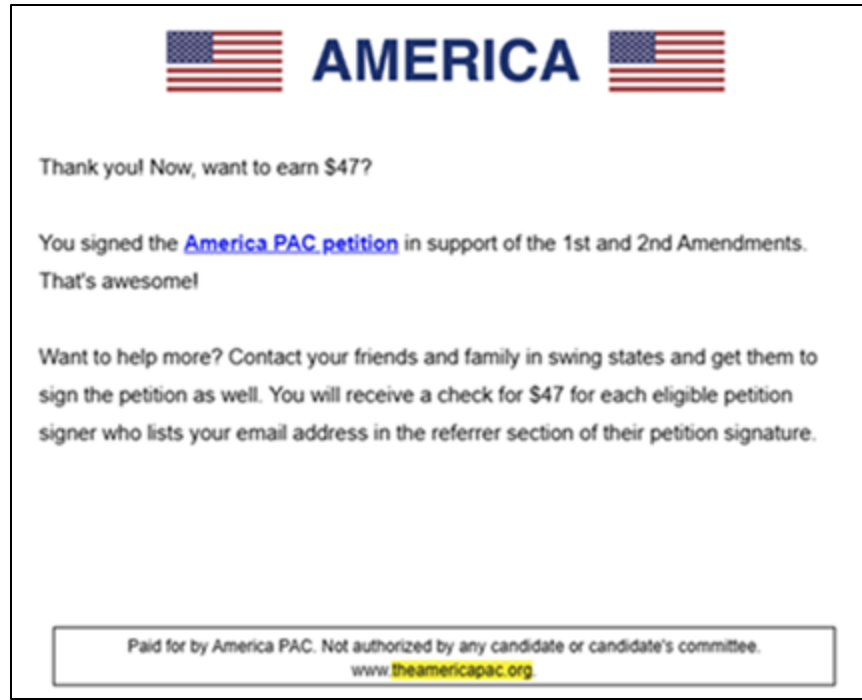 AMERICA
Thank you! Now, want to earn $47?
You signed the America PAC petition in support of the 1st and 2nd Amendments.
That's awesome!
Want to help more? Contact your friends and family in swing states and get them to
sign the petition as well. You will receive a check for $47 for each eligible petition
signer who lists your email address in the referrer section of their petition signature.
Paid for by America PAC. Not authorized by any candidate or candidate's committee.
www.theamericapac.org.